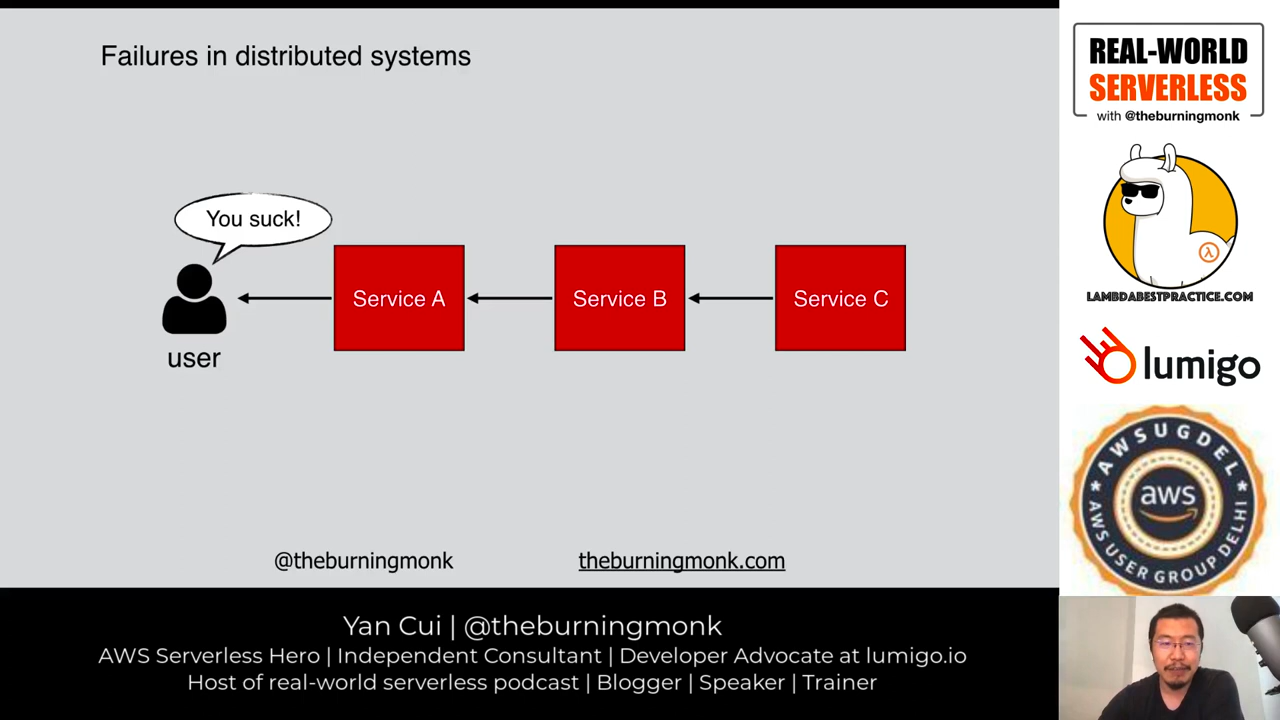 Failures in distributed systems
You suck!
Service A
Service B
Service C
user
@theburningmonk
theburningmonk.com
Yan Cui | @theburningmonk
AWS Serverless Hero | Independent Consultant | Developer Advocate at lumigo.io
Host of real-world serverless podcast | Blogger | Speaker | Trainer
REAL-WORLD
SERVERLESS
with @theburningmonk
λ
LAMBDABESTPRACTICE.COM
lumigo
AWSUGDEL
aws
AWS USER GROUP DELHI